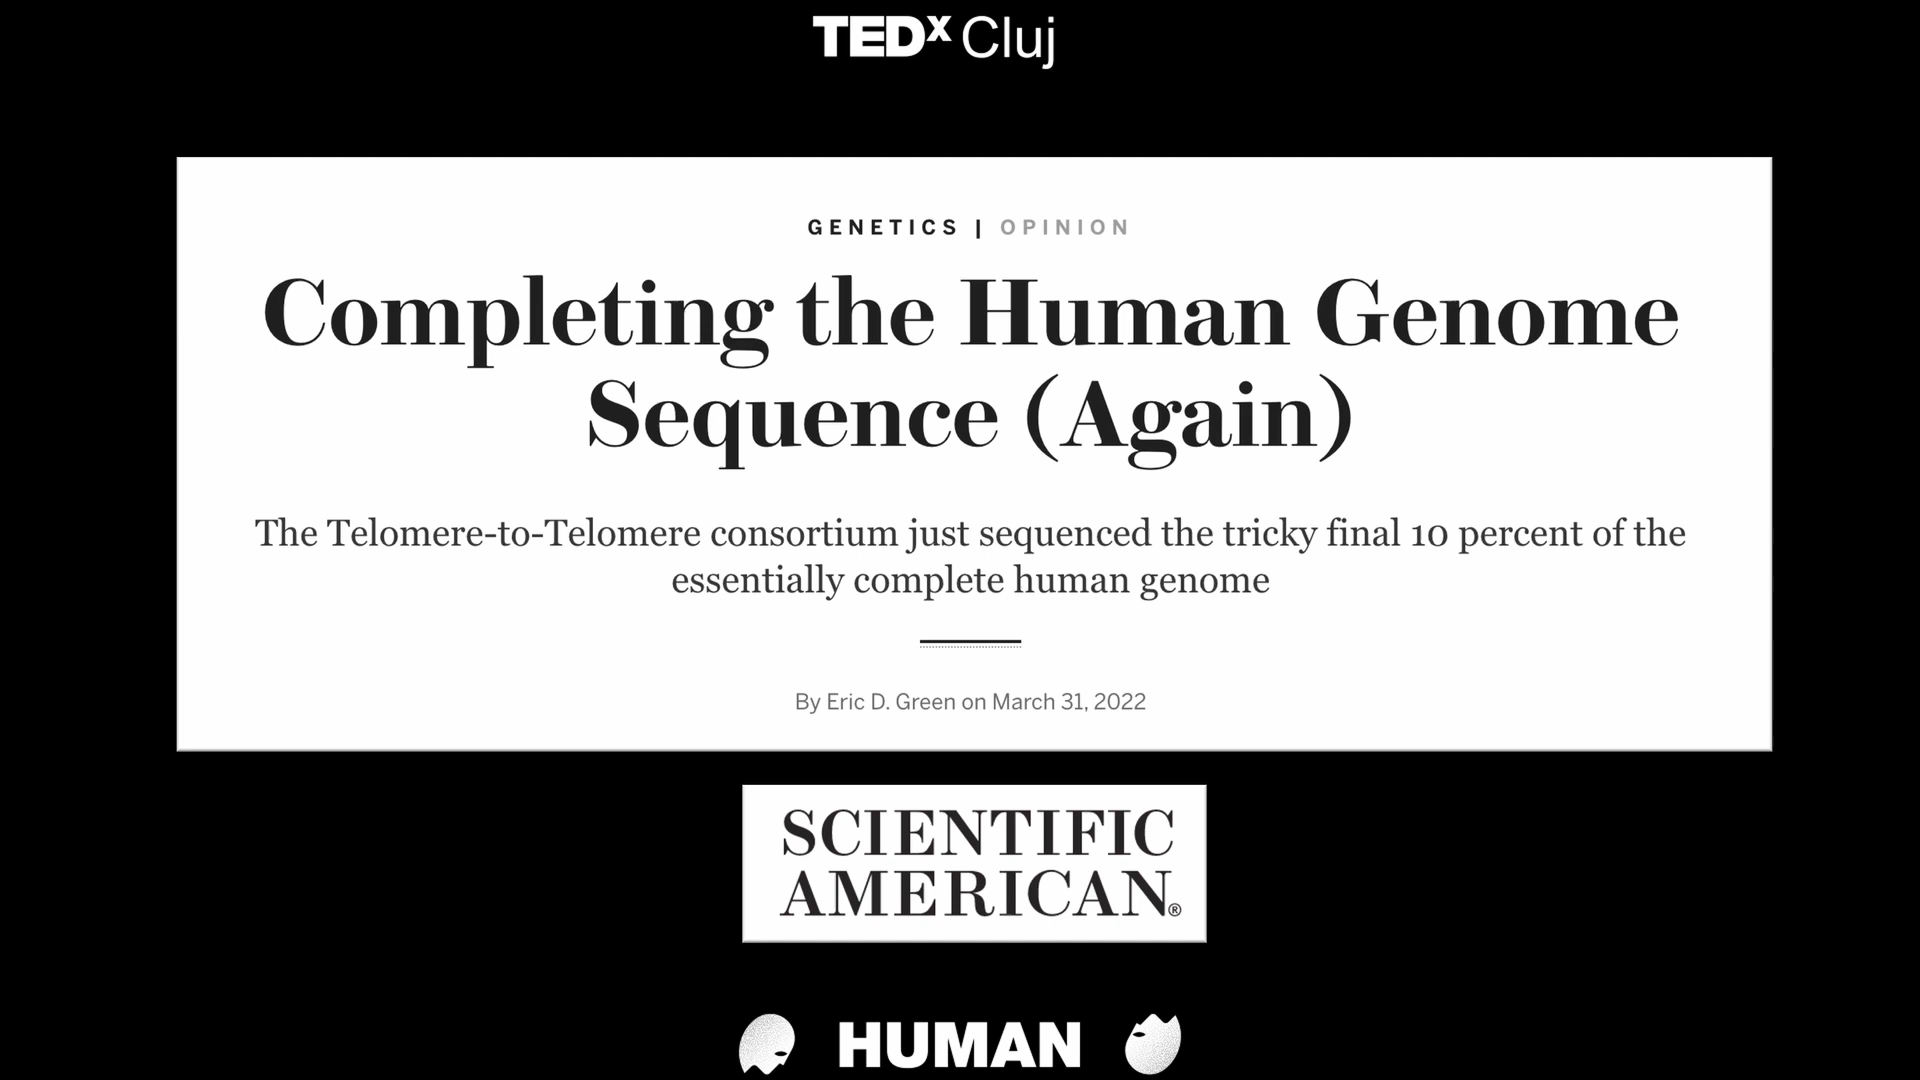 TEDx Cluj
GENETICS | OPINION
Completing the Human Genome
Sequence (Again)
The Telomere-to-Telomere consortium just sequenced the tricky final 10 percent of the
essentially complete human genome
By Eric D. Green on March 31, 2022
SCIENTIFIC
AMERICAN®
HUMAN